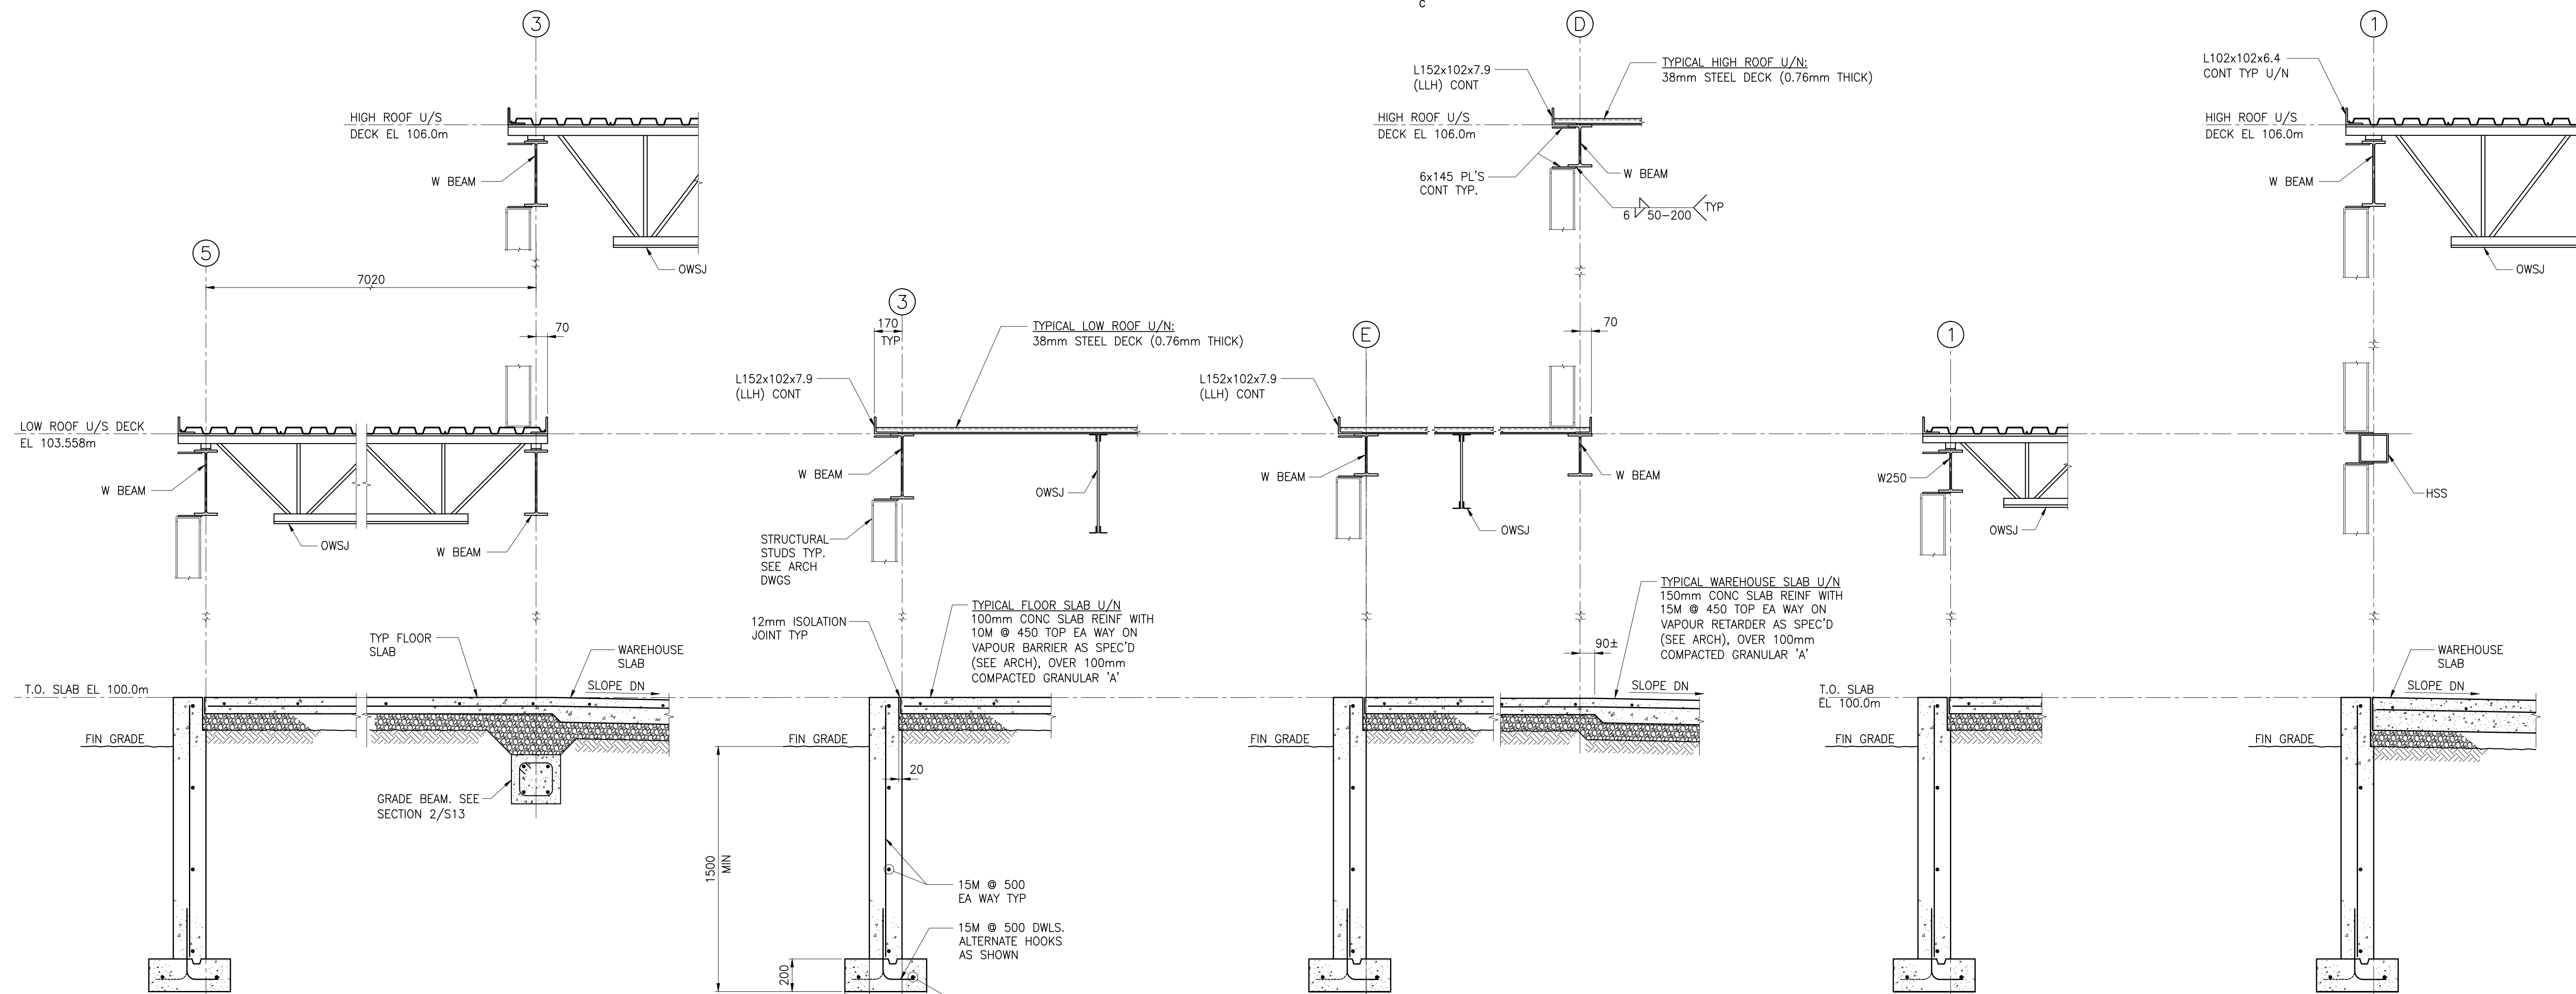 3
HIGH ROOF U/S
DECK EL 106.0m
W BEAM
OWSJ
5
7020
70
LOW ROOF U/S DECK
EL 103.558m
W BEAM
OWSJ
W BEAM
TYP FLOOR
SLAB
WAREHOUSE
SLAB
T.O. SLAB EL 100.0m
SLOPE DN
FIN GRADE
GRADE BEAM. SEE
SECTION 2/S13
3
170
TYP
TYPICAL LOW ROOF U/N:
38mm STEEL DECK (0.76mm THICK)
L152x102x7.9
(LLH) CONT
W BEAM
OWSJ
STRUCTURAL
STUDS TYP.
SEE ARCH
DWGS
12mm ISOLATION
JOINT TYP
TYPICAL FLOOR SLAB U/N
100mm CONC SLAB REINF WITH
10M @ 450 TOP EA WAY ON
VAPOUR BARRIER AS SPEC'D
(SEE ARCH), OVER 100mm
COMPACTED GRANULAR 'A'
FIN GRADE
20
1500
MIN
15M @ 500
EA WAY TYP
15M @ 500 DWLS.
ALTERNATE HOOKS
AS SHOWN
200
C
D
L152x102x7.9
(LLH) CONT
TYPICAL HIGH ROOF U/N:
38mm STEEL DECK (0.76mm THICK)
HIGH ROOF U/S
DECK EL 106.0m
6x145 PL'S
CONT TYP.
W BEAM
6
50-200
TYP
E
70
L152x102x7.9
(LLH) CONT
W BEAM
W BEAM
OWSJ
TYPICAL WAREHOUSE SLAB U/N
150mm CONC SLAB REINF WITH
15M @ 450 TOP EA WAY ON
VAPOUR RETARDER AS SPEC'D
(SEE ARCH), OVER 100mm
COMPACTED GRANULAR 'A'
90±
SLOPE DN
FIN GRADE
1
W250
OWSJ
T.O. SLAB
EL 100.0m
FIN GRADE
1
L102x102x6.4
CONT TYP U/N
HIGH ROOF U/S
DECK EL 106.0m
W BEAM
OWSJ
HSS
WAREHOUSE
SLAB
SLOPE DN
FIN GRADE